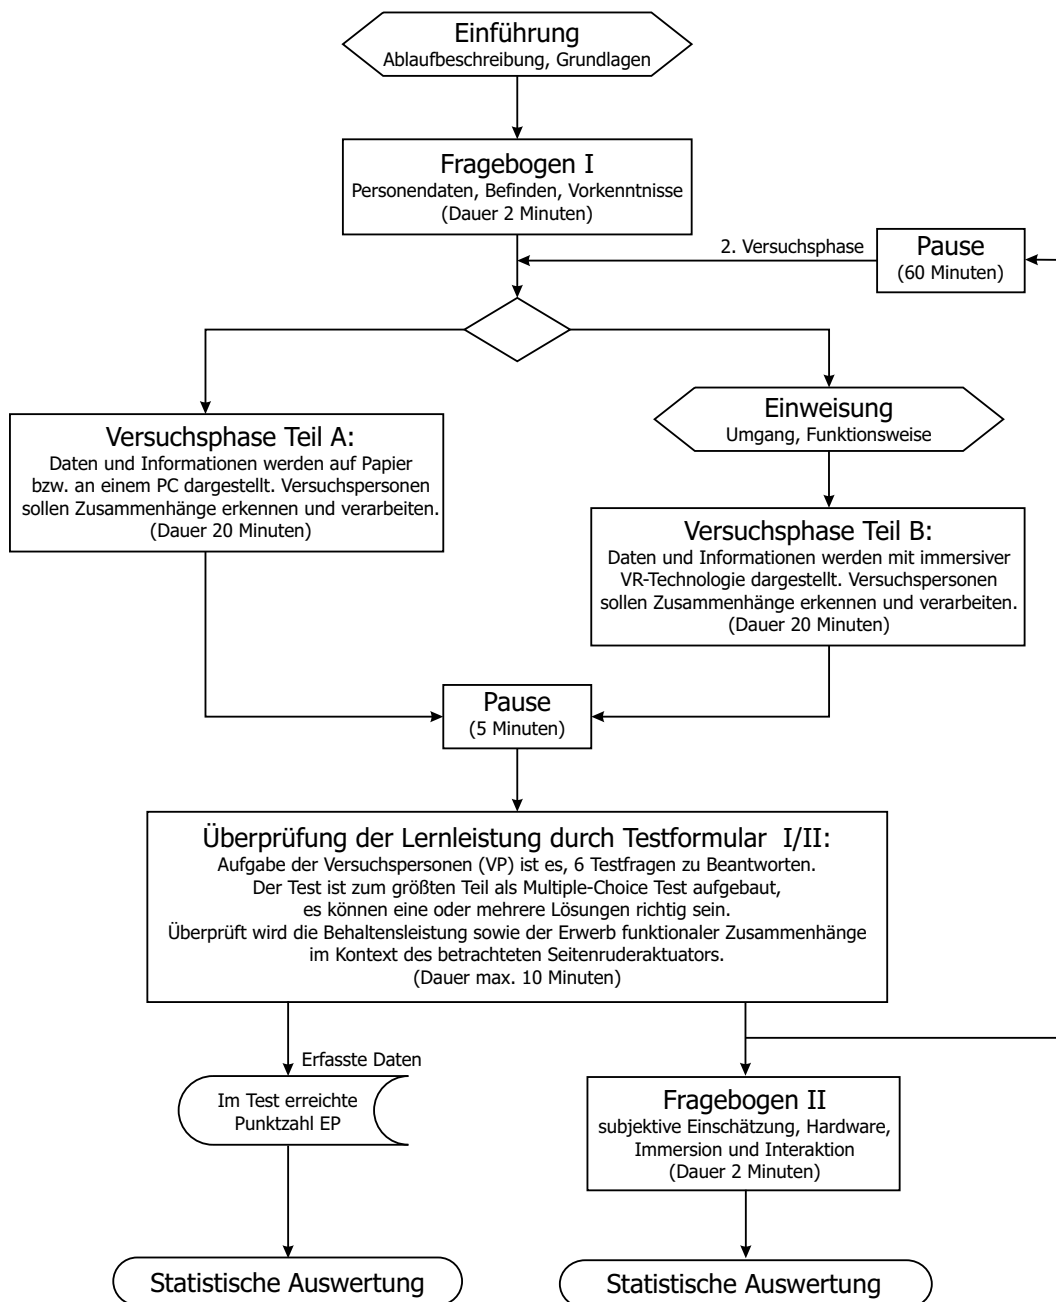 Einführung
Ablaufbeschreibung, Grundlagen
Fragebogen I
Personendaten, Befinden, Vorkenntnisse
(Dauer 2 Minuten)
2. Versuchsphase
Pause
(60 Minuten)
Versuchsphase Teil A:
Daten und Informationen werden auf Papier
bzw. an einem PC dargestellt. Versuchspersonen
sollen Zusammenhänge erkennen und verarbeiten.
(Dauer 20 Minuten)
Einweisung
Umgang, Funktionsweise
Versuchsphase Teil B:
Daten und Informationen werden mit immersiver
VR-Technologie dargestellt. Versuchspersonen
sollen Zusammenhänge erkennen und verarbeiten.
(Dauer 20 Minuten)
Pause
(5 Minuten)
Überprüfung der Lernleistung durch Testformular I/II:
Aufgabe der Versuchspersonen (VP) ist es, 6 Testfragen zu Beantworten.
Der Test ist zum größten Teil als Multiple-Choice Test aufgebaut,
es können eine oder mehrere Lösungen richtig sein.
Überprüft wird die Behaltensleistung sowie der Erwerb funktionaler Zusammenhänge
im Kontext des betrachteten Seitenruderaktuators.
(Dauer max. 10 Minuten)
Erfasste Daten
Im Test erreichte
Punktzahl EP
Fragebogen II
subjektive Einschätzung, Hardware,
Immersion und Interaktion
(Dauer 2 Minuten)
Statistische Auswertung
Statistische Auswertung